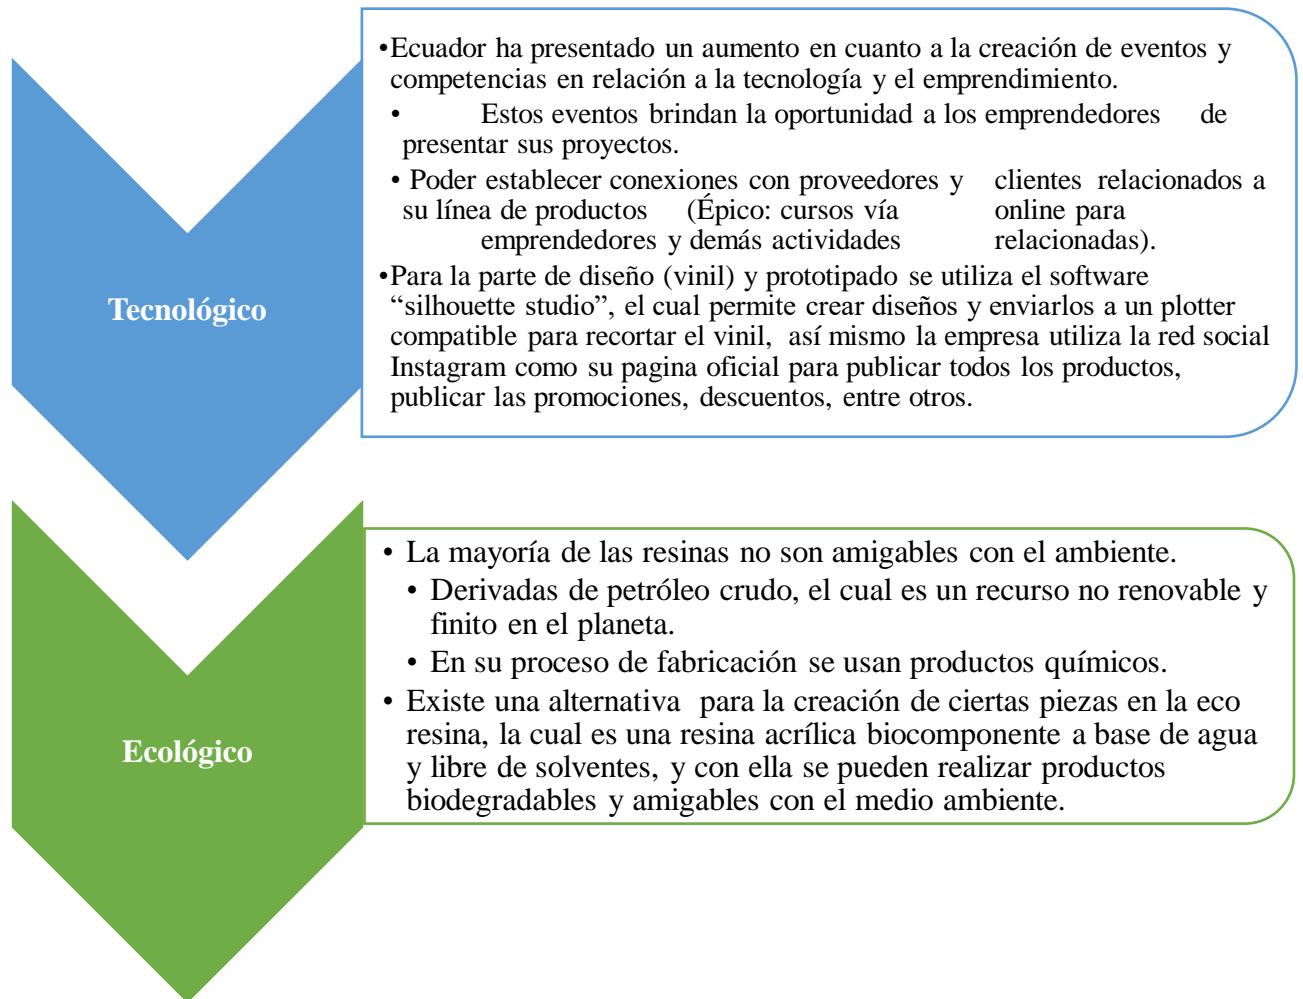 Tecnológico
•Ecuador ha presentado un aumento en cuanto a la creación de eventos y
competencias en relación a la tecnología y el emprendimiento.
• Estos eventos brindan la oportunidad a los emprendedores de
presentar sus proyectos.
• Poder establecer conexiones con proveedores y clientes relacionados a
su línea de productos (Épico: cursos vía online para
emprendedores y demás actividades relacionadas).
•Para la parte de diseño (vinil) y prototipado se utiliza el software
“silhouette studio”, el cual permite crear diseños y enviarlos a un plotter
compatible para recortar el vinil, así mismo la empresa utiliza la red social
Instagram como su pagina oficial para publicar todos los productos,
publicar las promociones, descuentos, entre otros.
Ecológico
• La mayoría de las resinas no son amigables con el ambiente.
• Derivadas de petróleo crudo, el cual es un recurso no renovable y
finito en el planeta.
• En su proceso de fabricación se usan productos químicos.
• Existe una alternativa para la creación de ciertas piezas en la eco
resina, la cual es una resina acrílica biocomponente a base de agua
y libre de solventes, y con ella se pueden realizar productos
biodegradables y amigables con el medio ambiente.